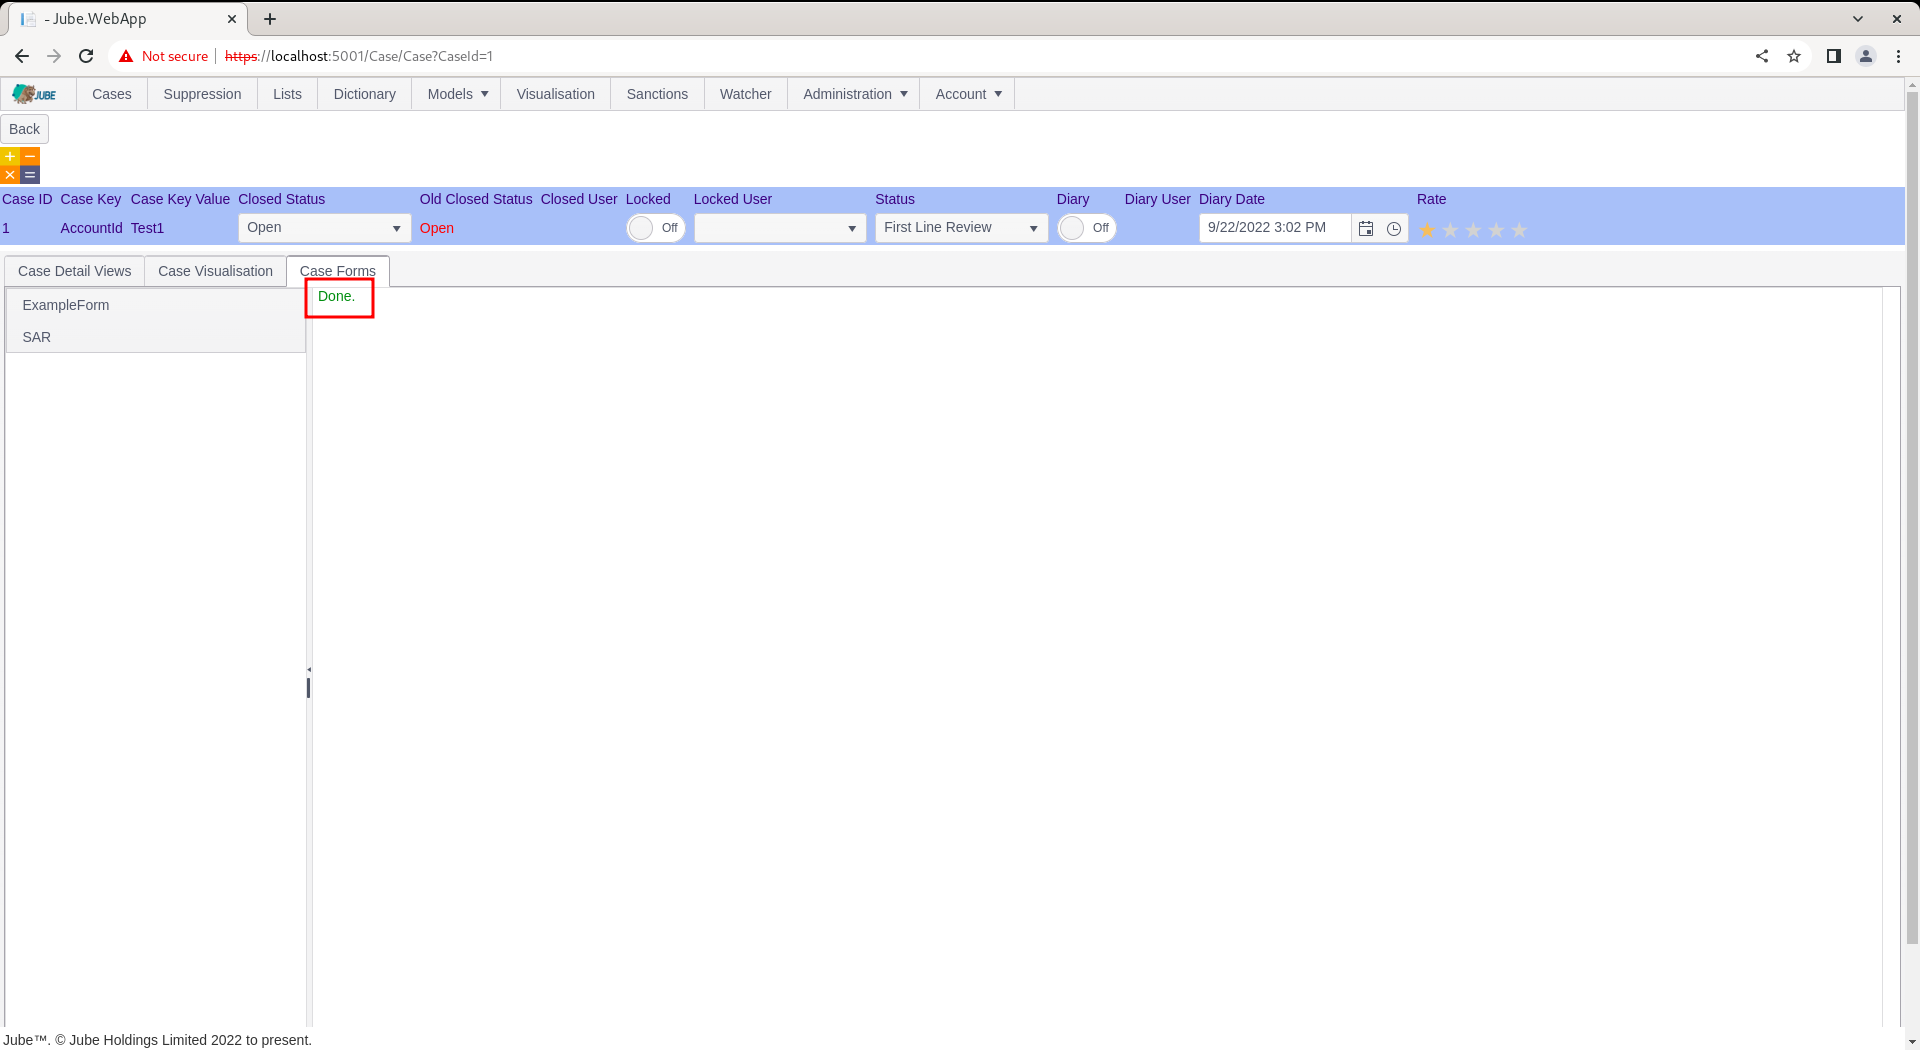 - Jube.WebApp
Not secure https://localhost:5001/Case/Case?CaseId=1
JUBE Cases Suppression Lists Dictionary Models Visualisation Sanctions Watcher Administration Account
Back
Case ID Case Key Case Key Value Closed Status Old Closed Status Closed User Locked Locked User Status Diary Diary User Diary Date Rate
1 AccountId Test1 Open Open Off First Line Review Off 9/22/2022 3:02 PM
Case Detail Views Case Visualisation Case Forms
Done.
ExampleForm
SAR
Jube™. © Jube Holdings Limited 2022 to present.